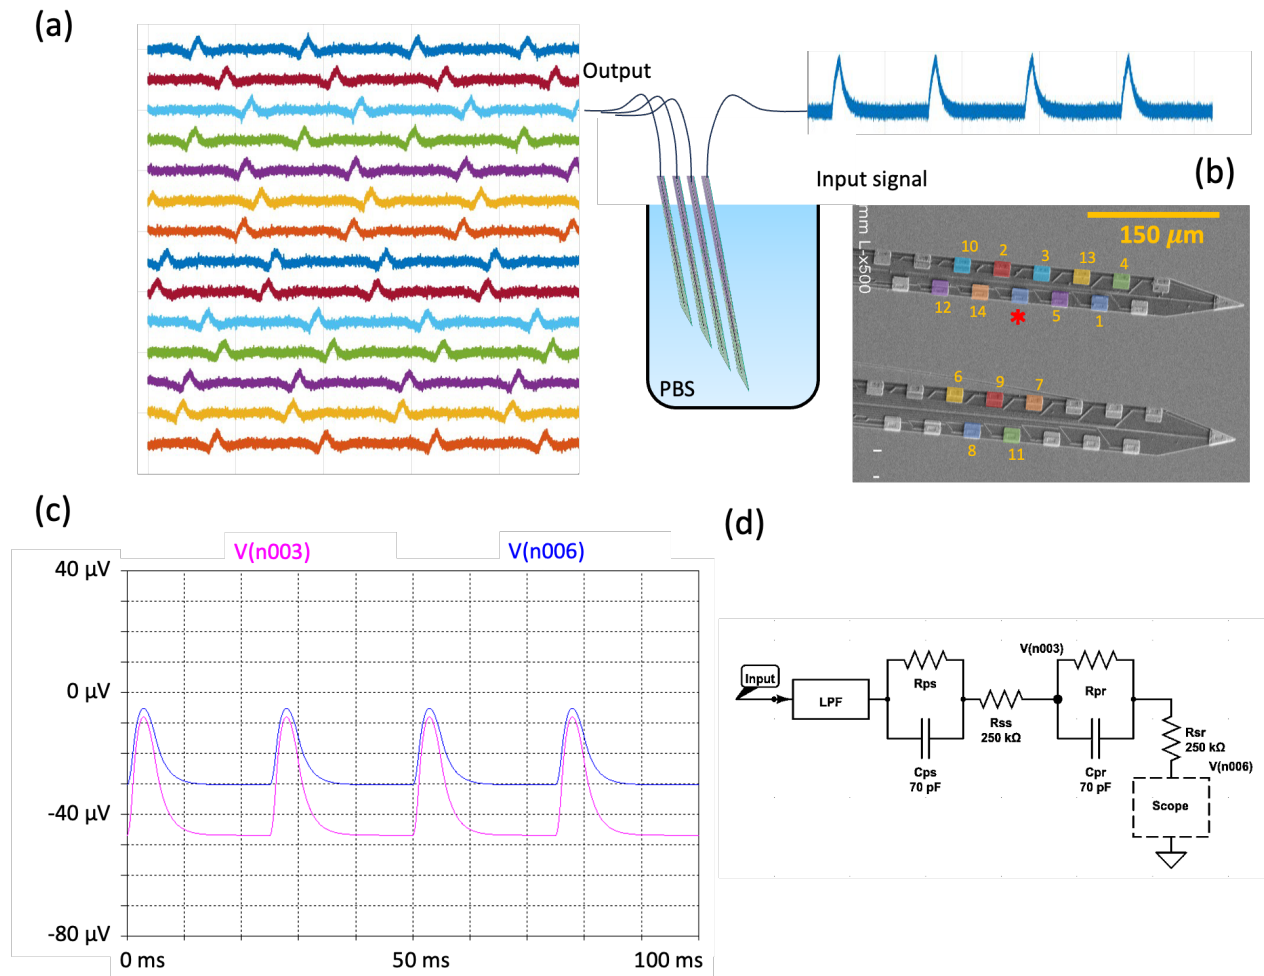 (a)
Output
Input signal
PBS
(b)
mm L-x500
150 μm
10
2
3
13
4
12
14
*
5
1
6
9
7
8
11
(c)
V(n003)
V(n006)
40 μV
0 μV
-40 μV
-80 μV
0 ms
50 ms
100 ms
(d)
Input
LPF
Rps
Cps
70 pF
Rss
250 kΩ
V(n003)
Rpr
Cpr
70 pF
Rsr
250 kΩ
V(n006)
Scope